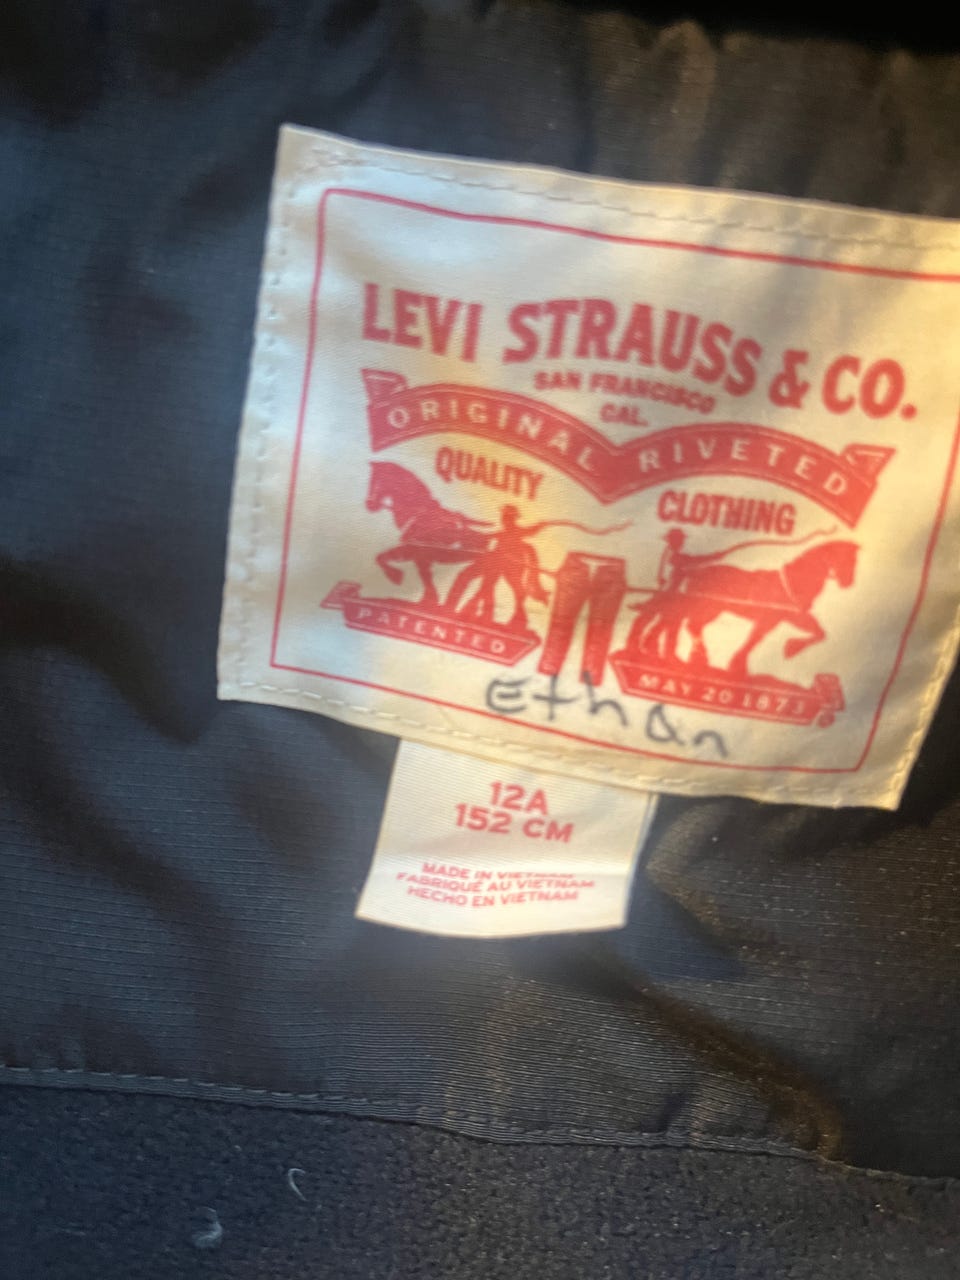 LEVI STRAUSS & CO.
SAN FRANCISCO
CAL.
ORIGINAL RIVETED
QUALITY CLOTHING
PATENTED
MAY 20 1873
Ethan
12A
152 CM
MADE IN VIETNAM
FABRIQUÉ AU VIETNAM
HECHO EN VIETNAM